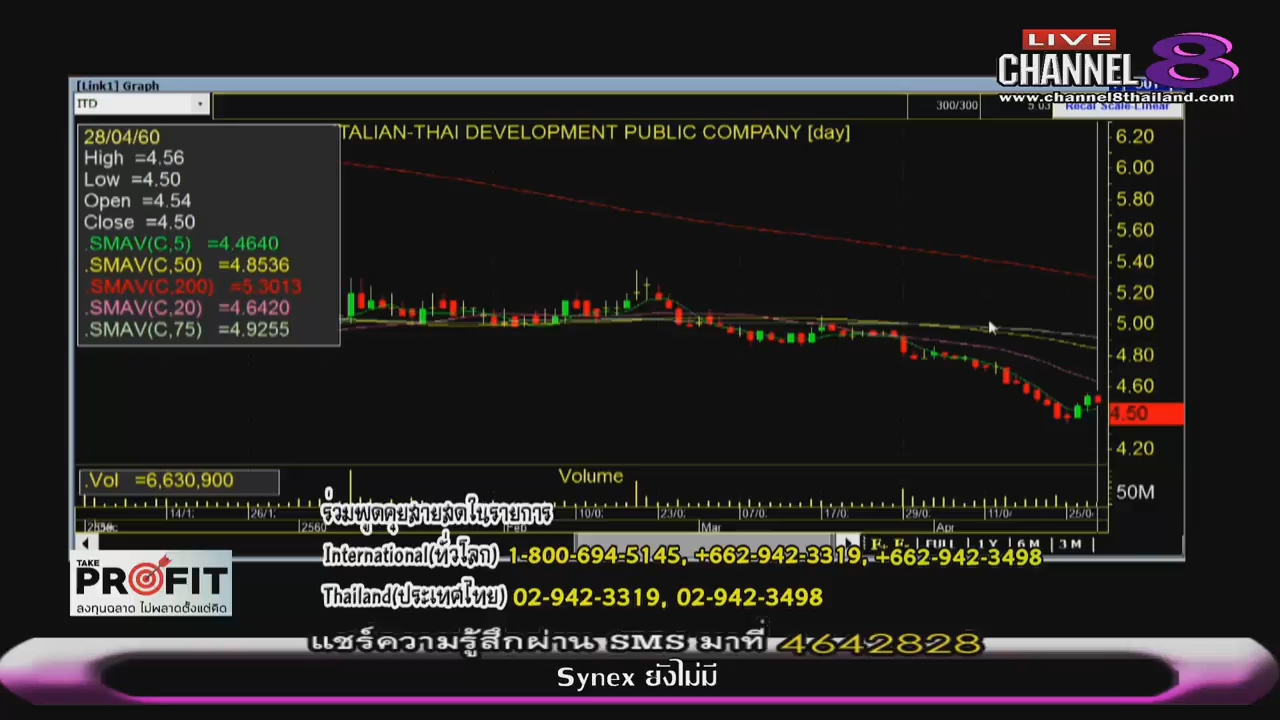 LIVE
CHANNEL 8
www.channel8thailand.com
[Link1] Graph
ITD
300/300
5.03
Recal Scale-Linear
TALIAN-THAI DEVELOPMENT PUBLIC COMPANY [day]
28/04/60
High =4.56
Low =4.50
Open =4.54
Close =4.50
.SMAV(C,5) =4.4640
.SMAV(C,50) =4.8536
.SMAV(C,200) =5.3013
.SMAV(C,20) =4.6420
.SMAV(C,75) =4.9255
6.20
6.00
5.80
5.60
5.40
5.20
5.00
4.80
4.60
4.50
4.20
.Vol =6,630,900
Volume
50M
14/1:
26/1:
10/0:
23/0:
07/0:
17/0:
29/0:
11/0:
25/0:
2560
Feb
Mar
Apr
FULL 1 Y 6 M 3 M
ร่วมพูดคุยสายสดในรายการ
International(ทั่วโลก) 1-800-694-5145, +662-942-3319, +662-942-3498
Thailand(ประเทศไทย) 02-942-3319, 02-942-3498
TAKE
PROFIT
ลงทุนฉลาด ไม่พลาดตั้งแต่คิด
แชร์ความรู้สึกผ่าน SMS มาที่ 4642828
Synex ยังไม่มี